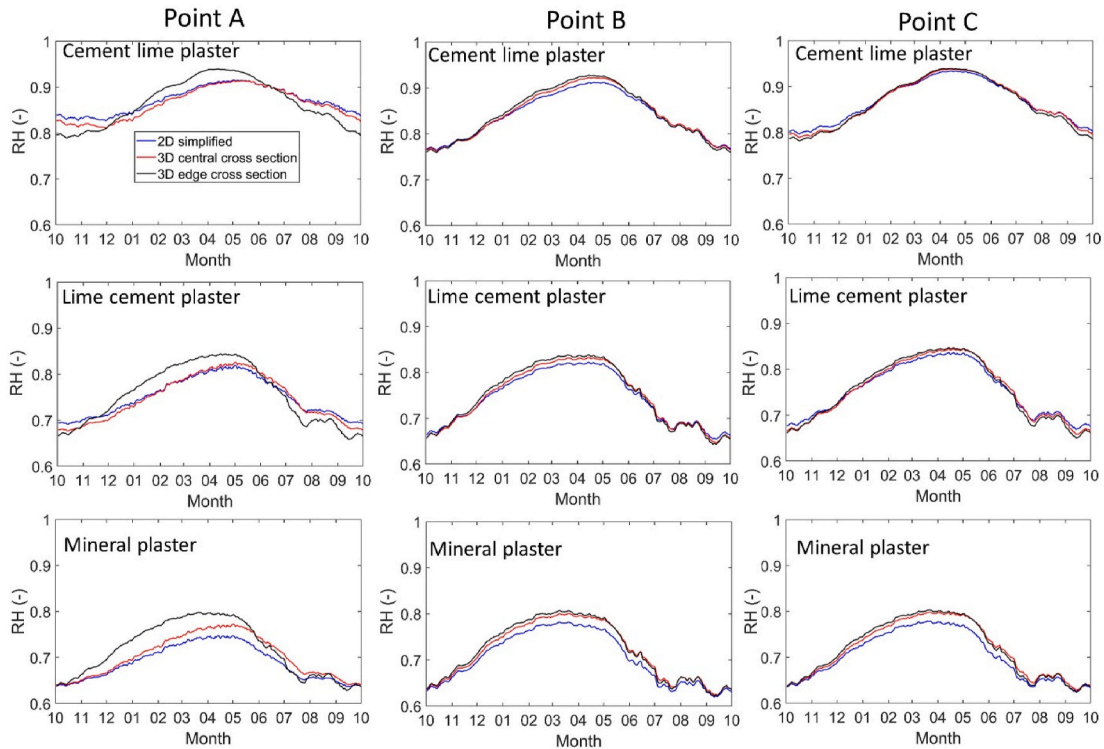 Point A Point B Point C
Cement lime plaster
1
0.9
0.8
0.7
0.6
RH (-)
2D simplified
3D central cross section
3D edge cross section
10 11 12 01 02 03 04 05 06 07 08 09 10
Month
Cement lime plaster
1
0.9
0.8
0.7
0.6
RH (-)
10 11 12 01 02 03 04 05 06 07 08 09 10
Month
Cement lime plaster
1
0.9
0.8
0.7
0.6
RH (-)
10 11 12 01 02 03 04 05 06 07 08 09 10
Month
Lime cement plaster
1
0.9
0.8
0.7
0.6
RH (-)
10 11 12 01 02 03 04 05 06 07 08 09 10
Month
Lime cement plaster
1
0.9
0.8
0.7
0.6
RH (-)
10 11 12 01 02 03 04 05 06 07 08 09 10
Month
Lime cement plaster
1
0.9
0.8
0.7
0.6
RH (-)
10 11 12 01 02 03 04 05 06 07 08 09 10
Month
Mineral plaster
1
0.9
0.8
0.7
0.6
RH (-)
10 11 12 01 02 03 04 05 06 07 08 09 10
Month
Mineral plaster
1
0.9
0.8
0.7
0.6
RH (-)
10 11 12 01 02 03 04 05 06 07 08 09 10
Month
Mineral plaster
1
0.9
0.8
0.7
0.6
RH (-)
10 11 12 01 02 03 04 05 06 07 08 09 10
Month